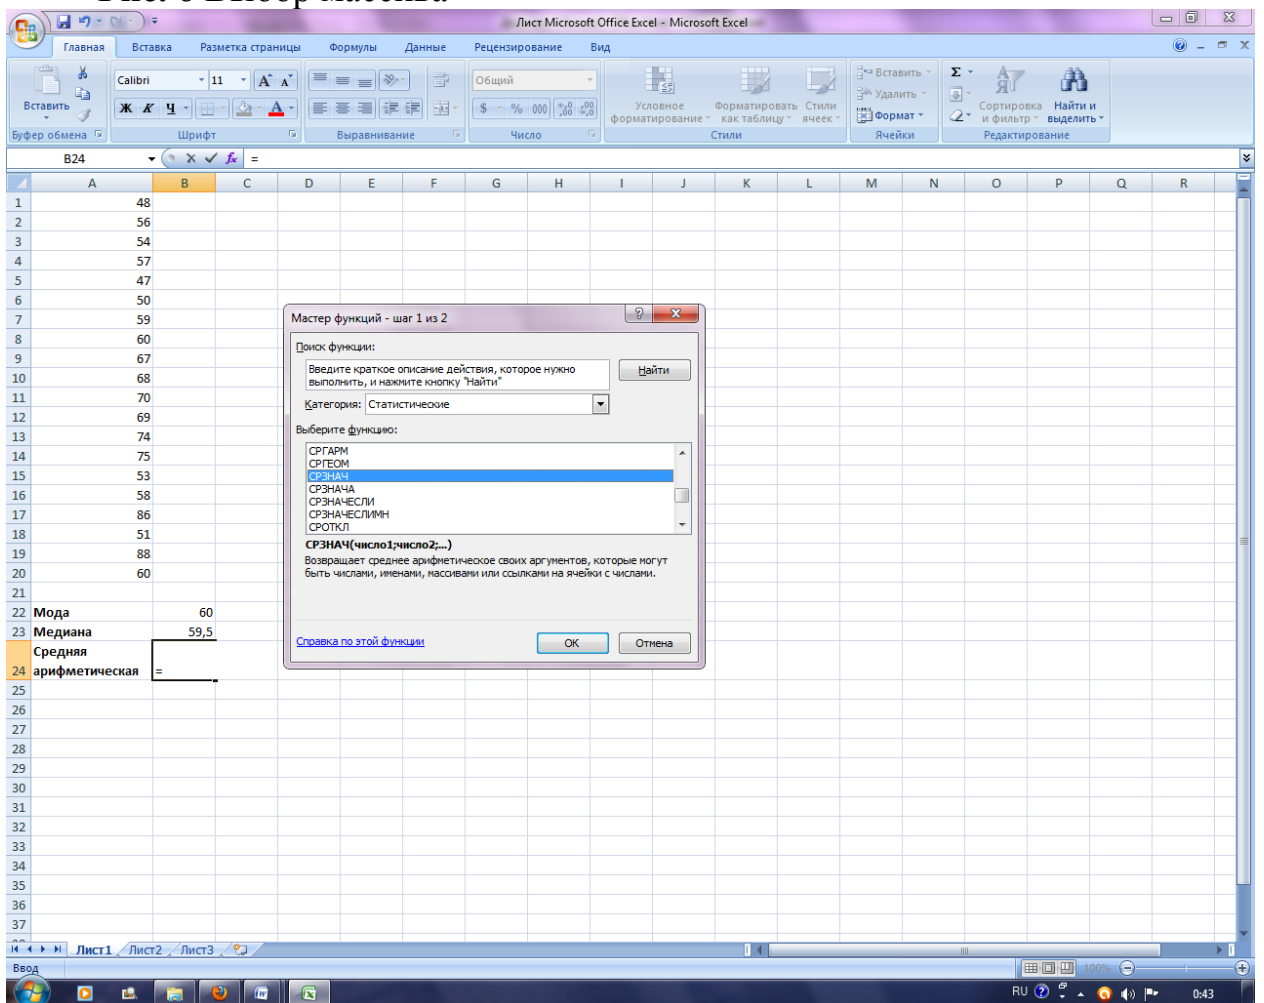 Лист Microsoft Office Excel - Microsoft Excel
Главная Вставка Разметка страницы Формулы Данные Рецензирование Вид
Calibri 11 Общий
Вставить Ж К Ч % 000
Условное форматирование Форматировать как таблицу Стили ячеек
Вставить Удалить Формат
Σ Сортировка и фильтр Найти и выделить
Буфер обмена Шрифт Выравнивание Число Стили Ячейки Редактирование
B24 fx =
A B C D E F G H I J K L M N O P Q R
1 48
2 56
3 54
4 57
5 47
6 50
7 59
8 60
9 67
10 68
11 70
12 69
13 74
14 75
15 53
16 58
17 86
18 51
19 88
20 60
21
22 Мода 60
23 Медиана 59,5
Средняя
24 арифметическая =
25
26
27
28
29
30
31
32
33
34
35
36
37
Мастер функций - шаг 1 из 2
Поиск функции:
Введите краткое описание действия, которое нужно
выполнить, и нажмите кнопку "Найти"
Найти
Категория: Статистические
Выберите функцию:
СРГАРМ
СРГЕОМ
СРЗНАЧ
СРЗНАЧА
СРЗНАЧЕСЛИ
СРЗНАЧЕСЛИМН
СРОТКЛ
СРЗНАЧ(число1;число2;...)
Возвращает среднее арифметическое своих аргументов, которые могут
быть числами, именами, массивами или ссылками на ячейки с числами.
Справка по этой функции ОК Отмена
Лист1 Лист2 Лист3
Ввод 100%
RU 0:43